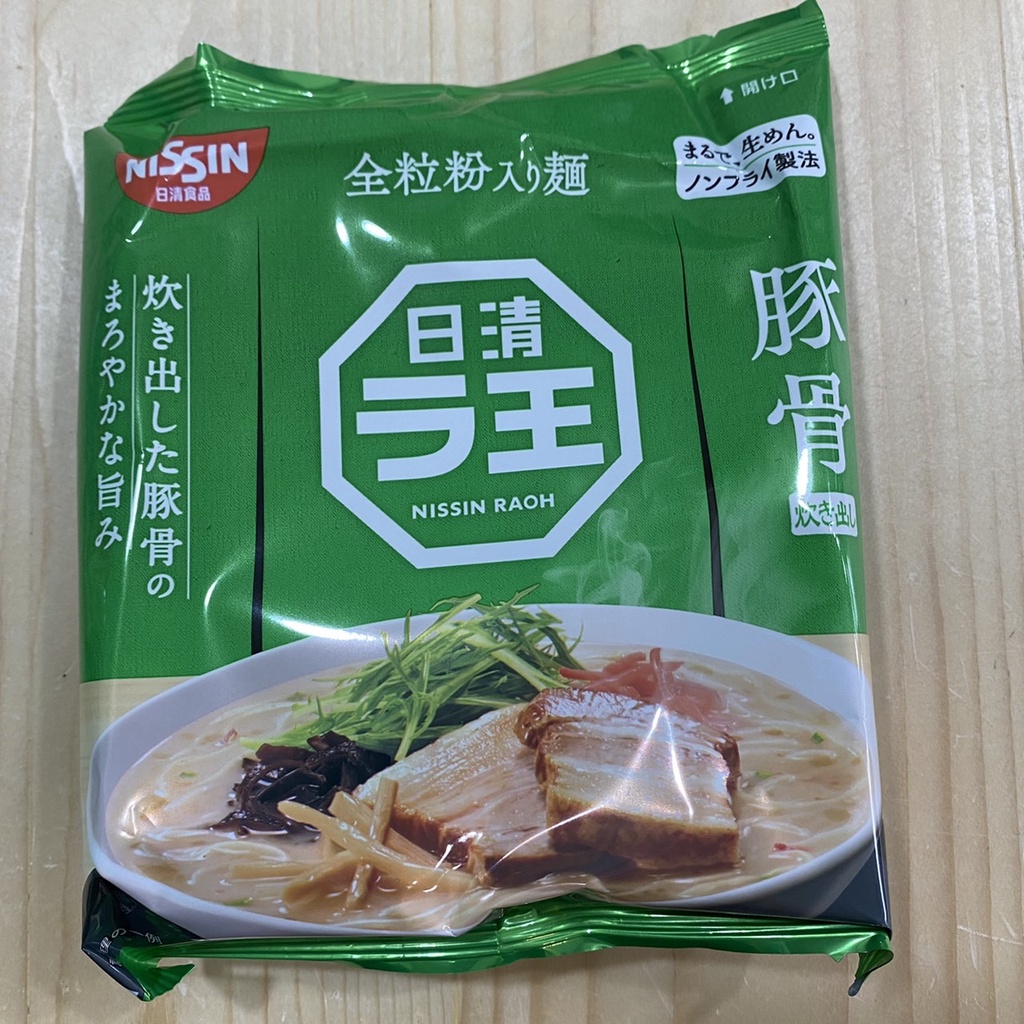 開け口
NISSIN
日清食品
全粒粉入り麺
まるで、生めん。
ノンフライ製法
日清
ラ王
NISSIN RAOH
豚骨
炊き出し
炊き出した豚骨の
まろやかな旨み